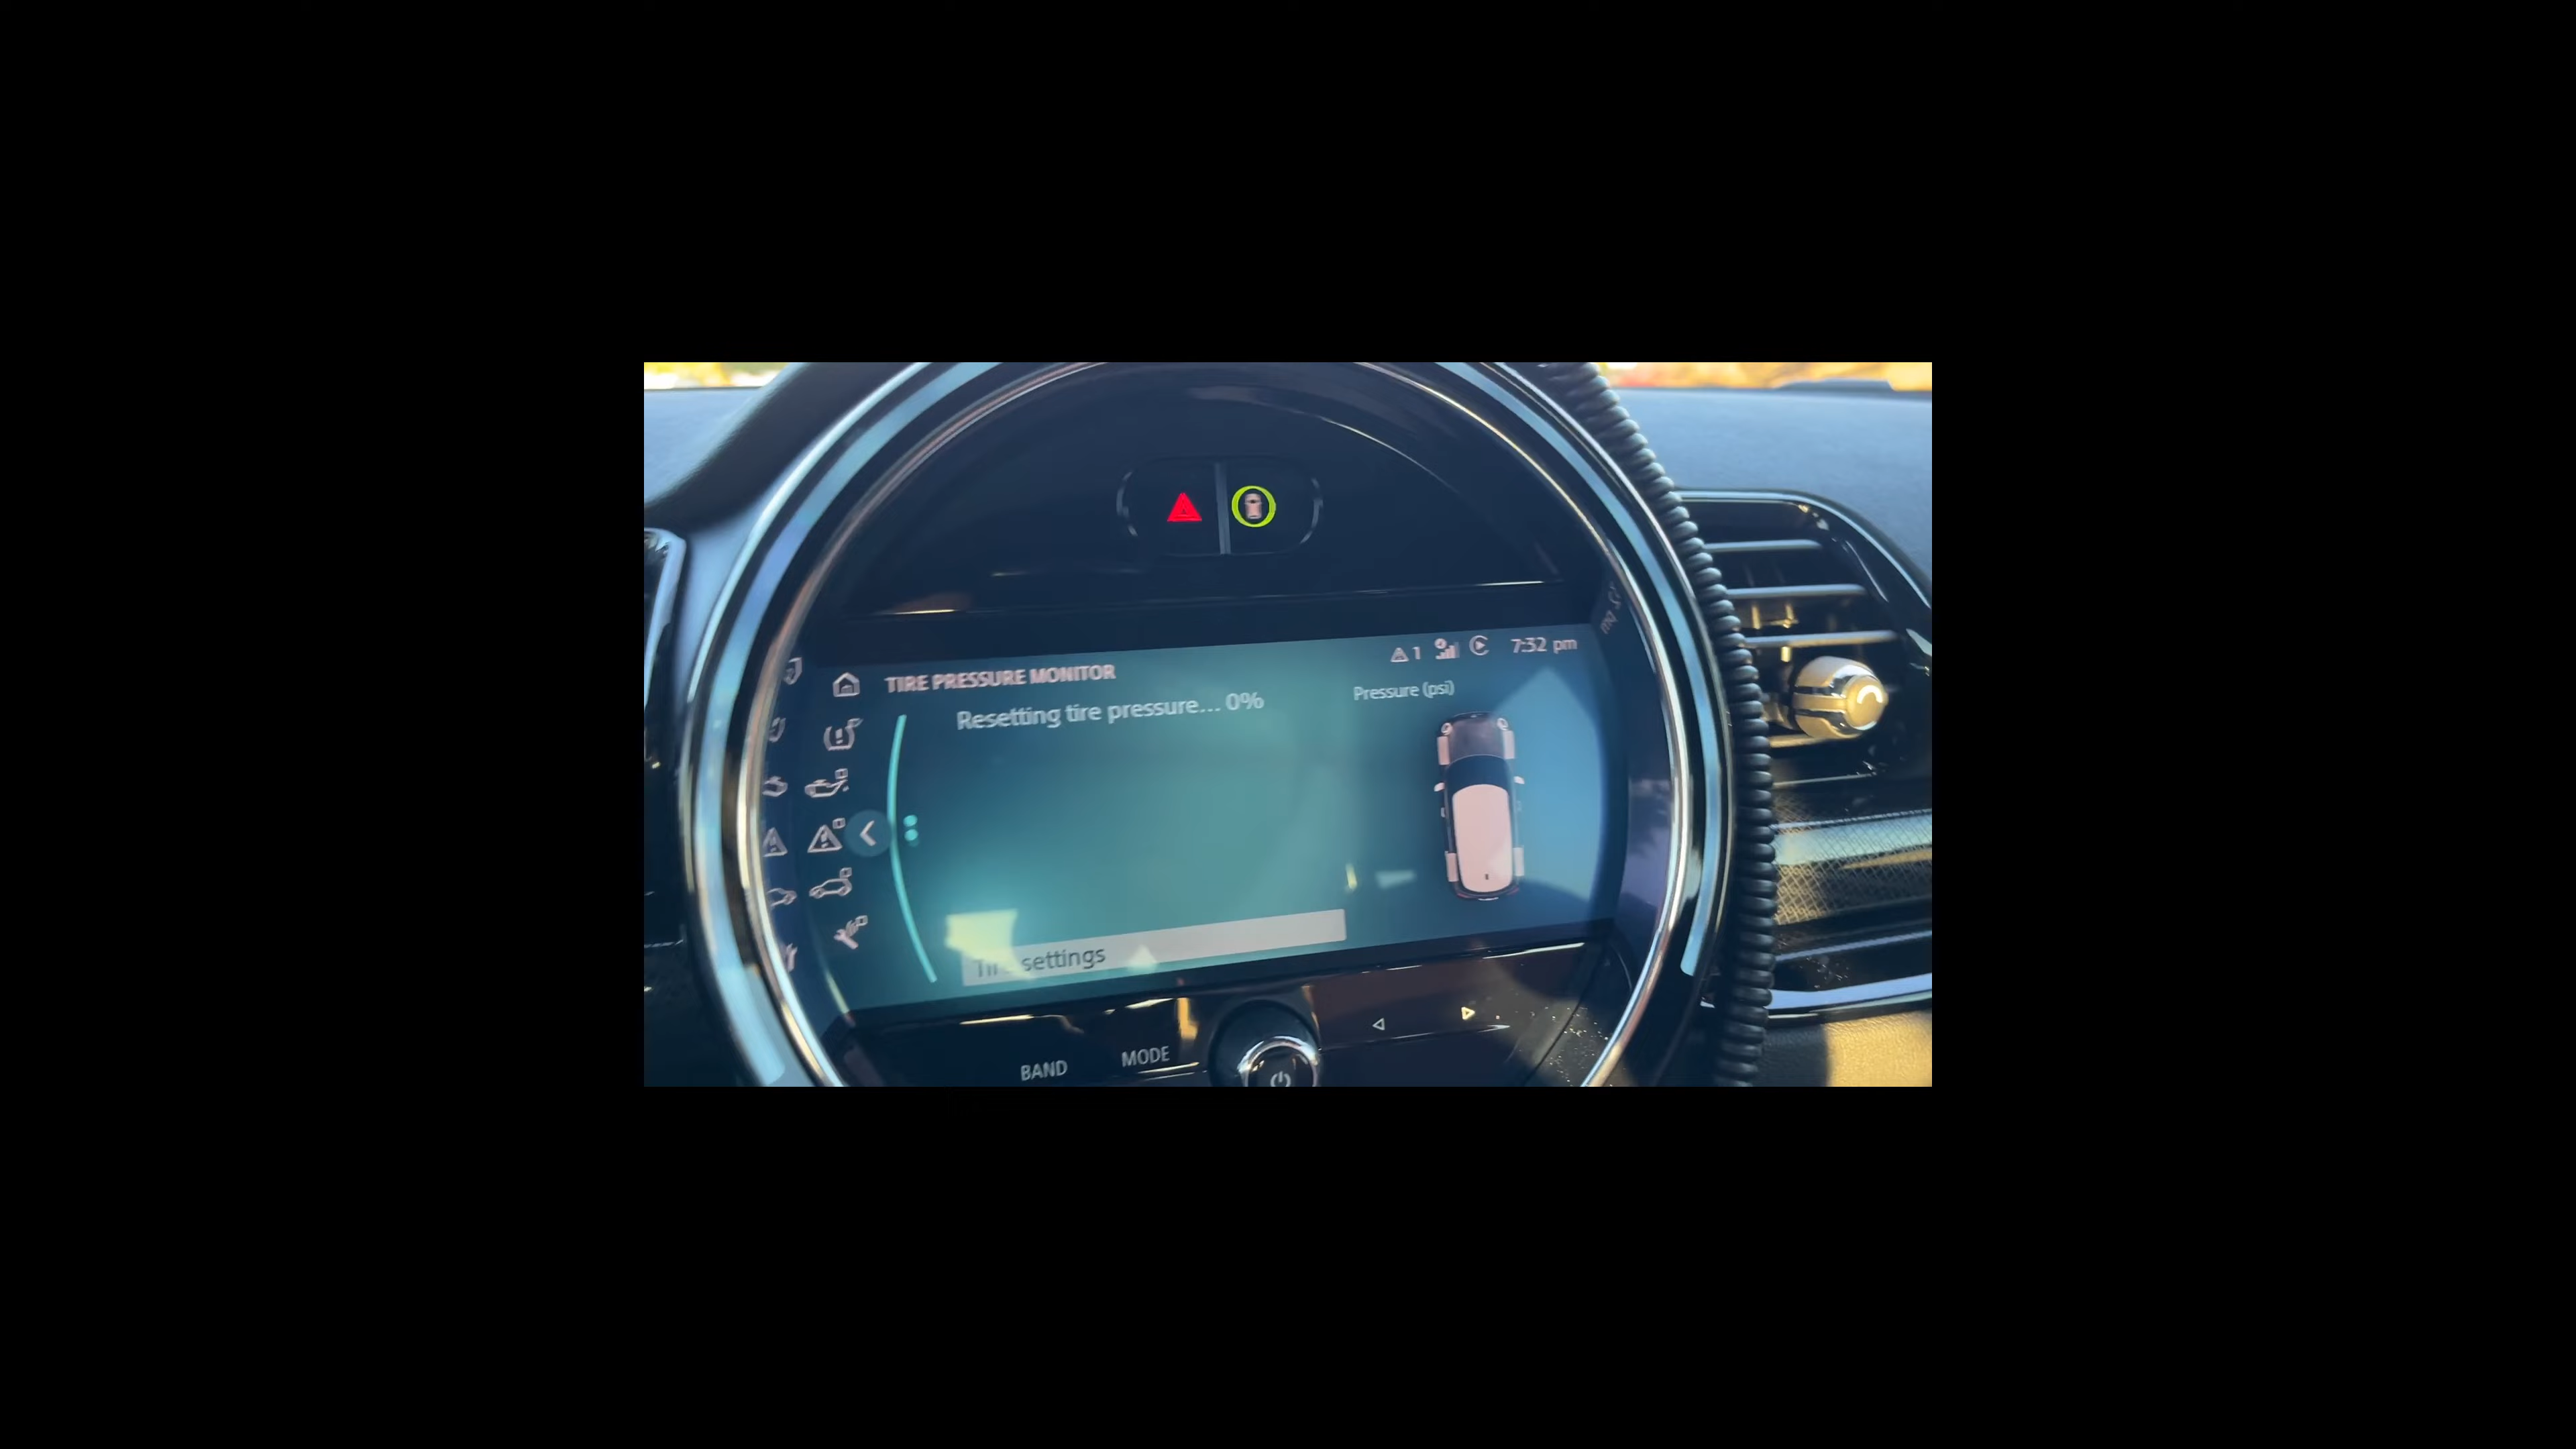 1
7:32 pm
TIRE PRESSURE MONITOR
Resetting tire pressure... 0%
Pressure (psi)
settings
BAND
MODE